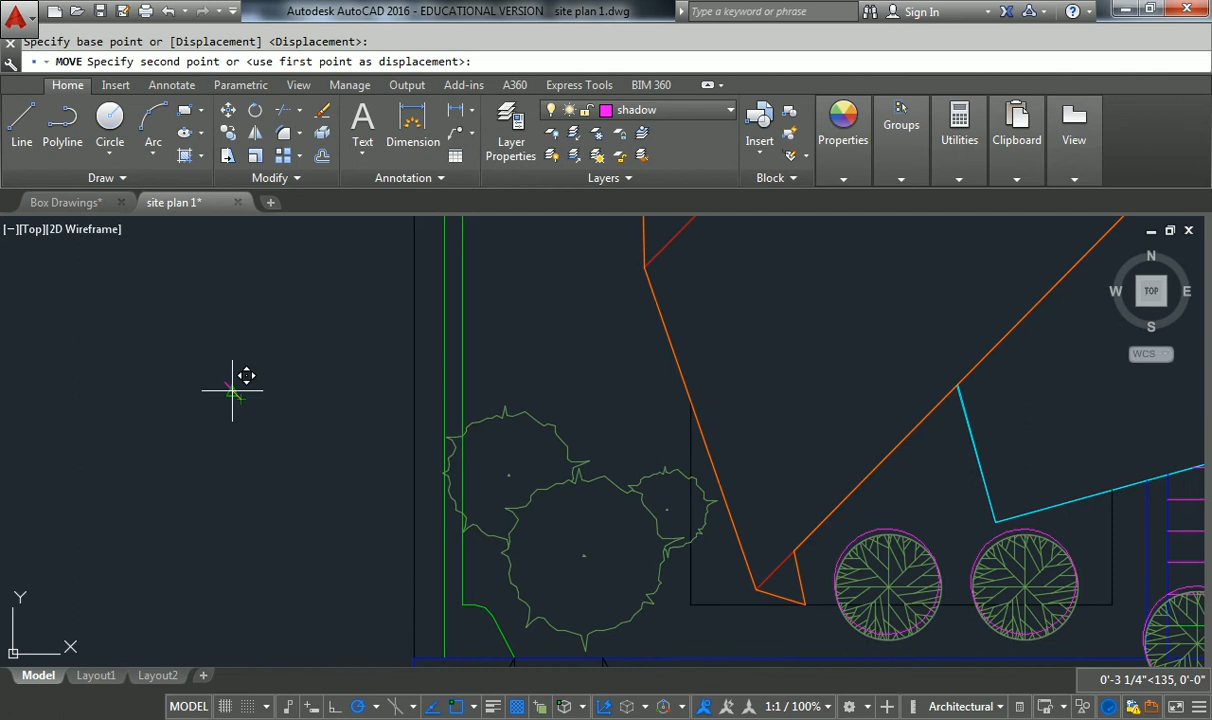 Autodesk AutoCAD 2016 - EDUCATIONAL VERSION site plan 1.dwg
Type a keyword or phrase
Sign In
Specify base point or [Displacement] <Displacement>:
MOVE Specify second point or <use first point as displacement>:
Home Insert Annotate Parametric View Manage Output Add-ins A360 Express Tools BIM 360
shadow
Line Polyline Circle Arc
A Text Dimension
Layer Properties
Insert
Properties Groups Utilities Clipboard View
Draw Modify Annotation Layers Block
Box Drawings* site plan 1*
[−][Top][2D Wireframe]
N
W TOP E
S
WCS
Y
X
Model Layout1 Layout2
0'-3 1/4"<135, 0'-0"
MODEL 1:1 / 100% Architectural